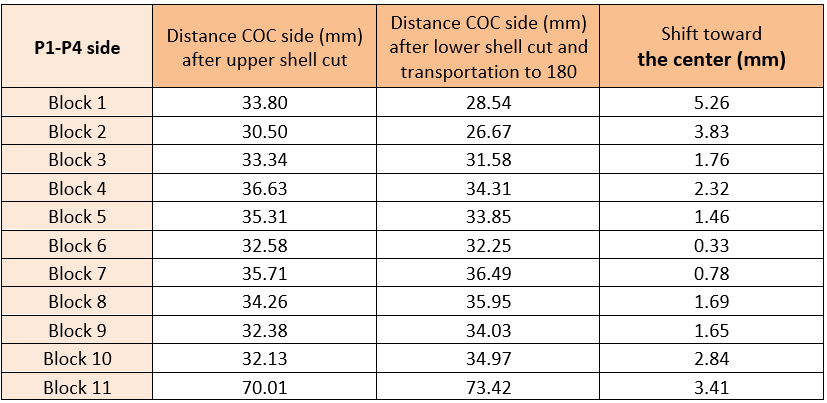 P1-P4 side
Distance COC side (mm)
after upper shell cut
Distance COC side (mm)
after lower shell cut and
transportation to 180
Shift toward
the center (mm)
Block 1 33.80 28.54 5.26
Block 2 30.50 26.67 3.83
Block 3 33.34 31.58 1.76
Block 4 36.63 34.31 2.32
Block 5 35.31 33.85 1.46
Block 6 32.58 32.25 0.33
Block 7 35.71 36.49 0.78
Block 8 34.26 35.95 1.69
Block 9 32.38 34.03 1.65
Block 10 32.13 34.97 2.84
Block 11 70.01 73.42 3.41